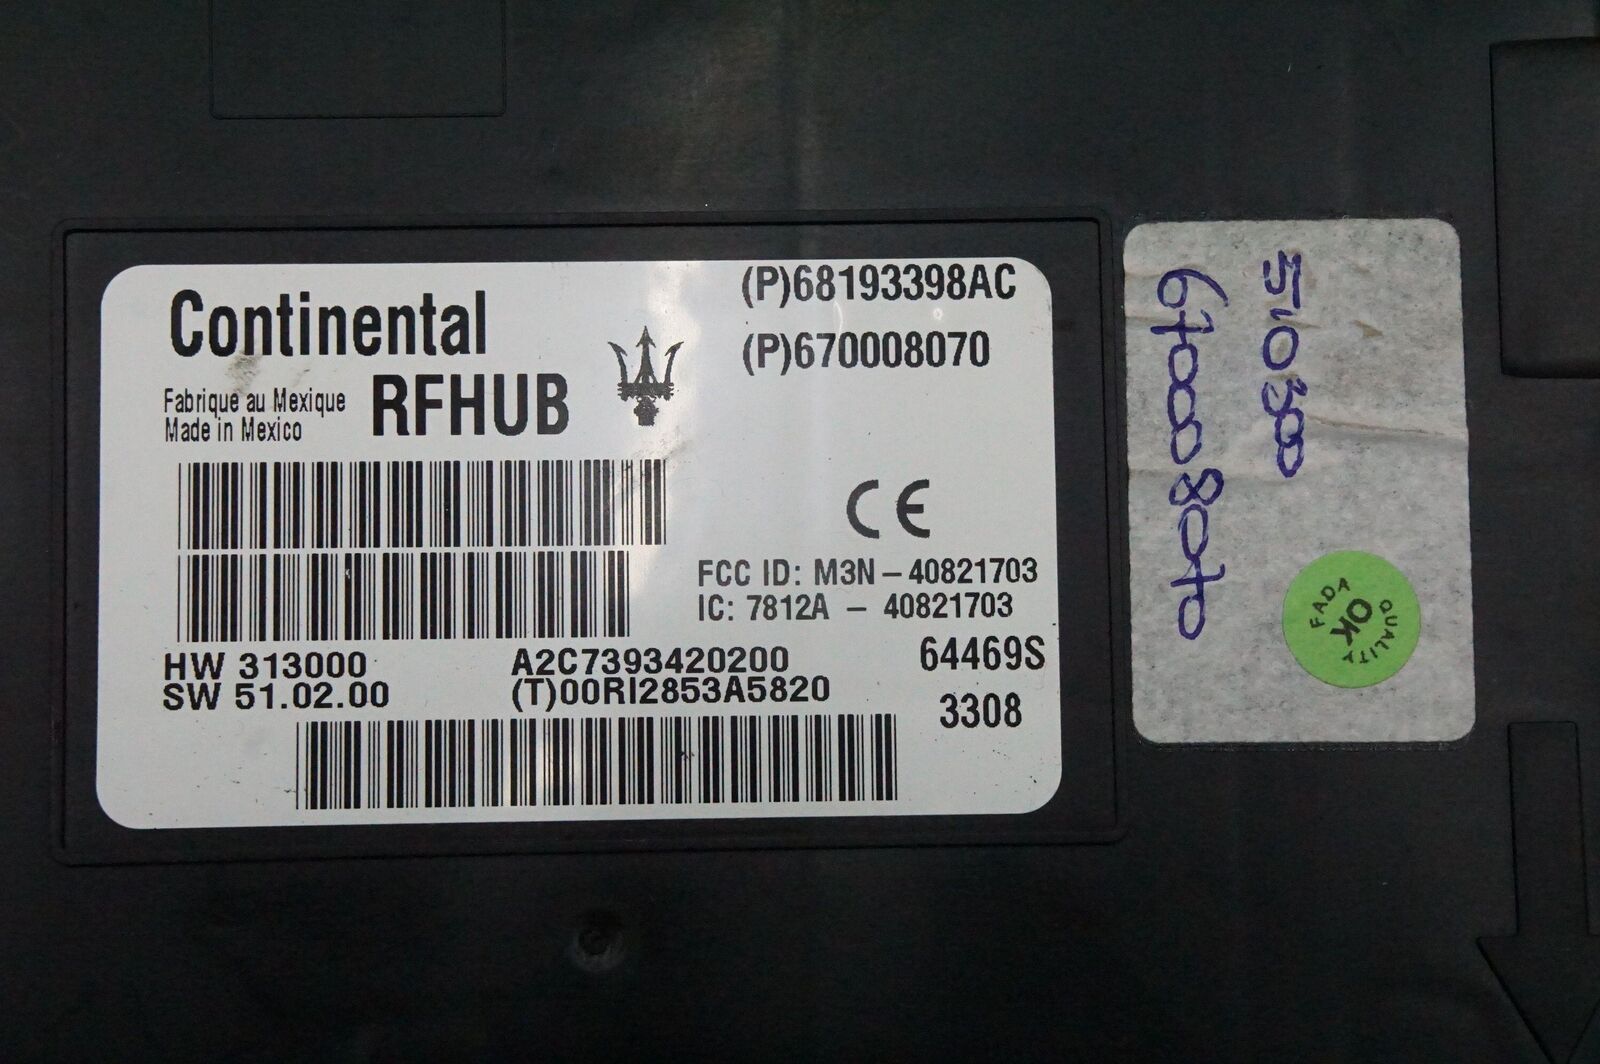 Continental
(P)68193398AC
(P)670008070
Fabrique au Mexique
Made in Mexico
RFHUB
CE
FCC ID: M3N-40821703
IC: 7812A - 40821703
HW 313000
SW 51.02.00
A2C7393420200
(T)00RI2853A5820
64469S
3308
510300
670008070
FADA QUALITY
OK